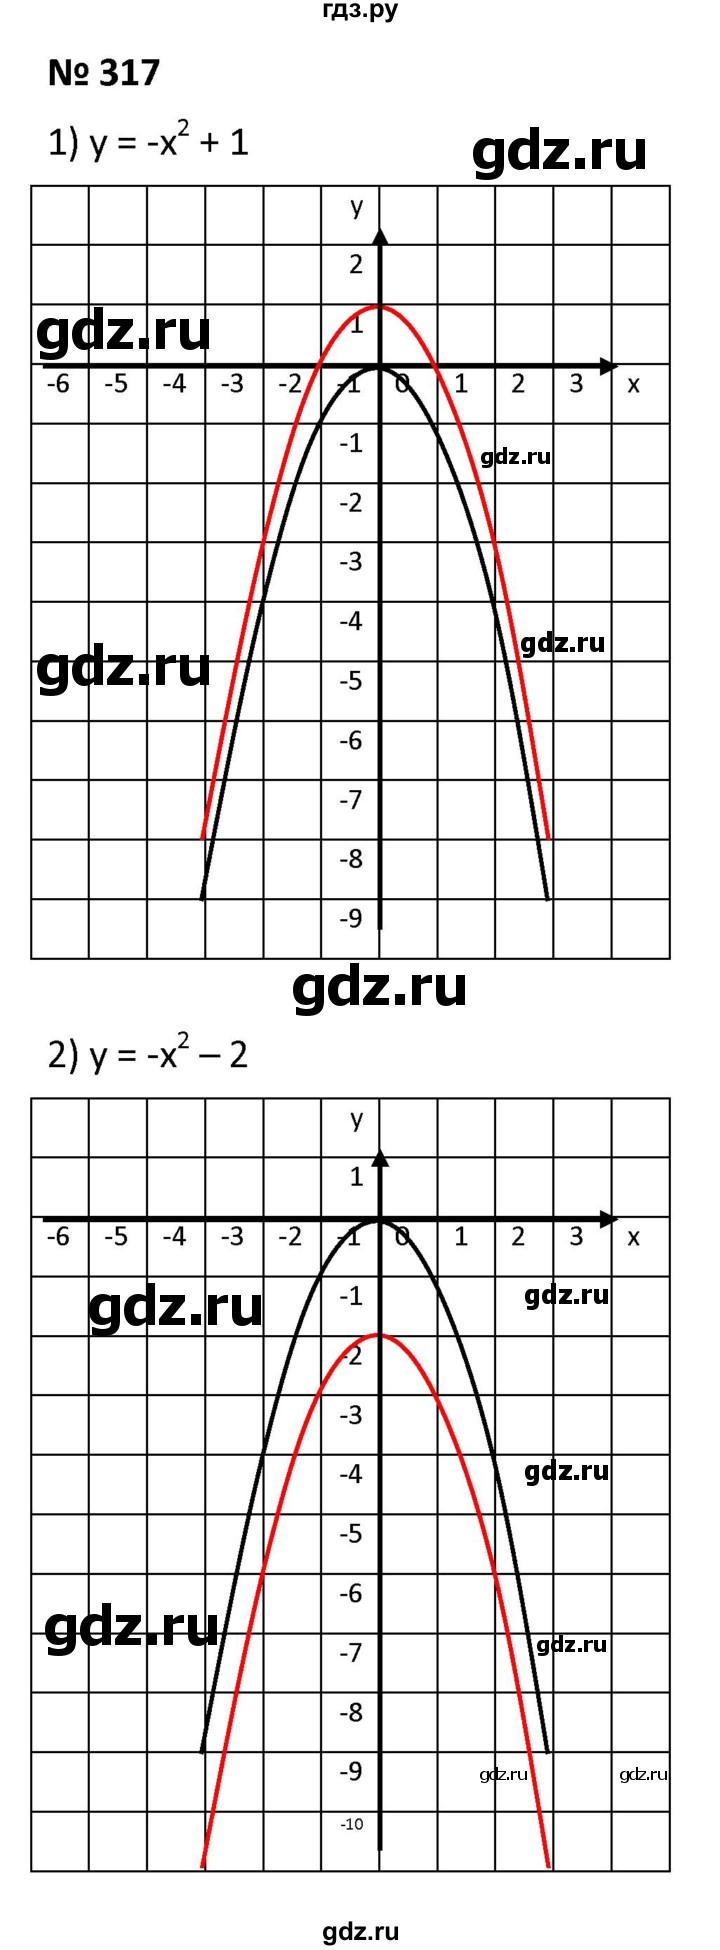 гдз.ру
№ 317
1) y = -x² + 1
gdz.ru
y
2
gdz.ru
1
-6 -5 -4 -3 -2 -1 0 1 2 3 x
-1
gdz.ru
-2
-3
-4
gdz.ru
gdz.ru
-5
-6
-7
-8
-9
gdz.ru
2) y = -x² – 2
y
1
-6 -5 -4 -3 -2 -1 0 1 2 3 x
gdz.ru
-1
gdz.ru
-2
-3
-4
gdz.ru
-5
-6
gdz.ru
-7
gdz.ru
-8
-9
gdz.ru
gdz.ru
-10
gdz.ru